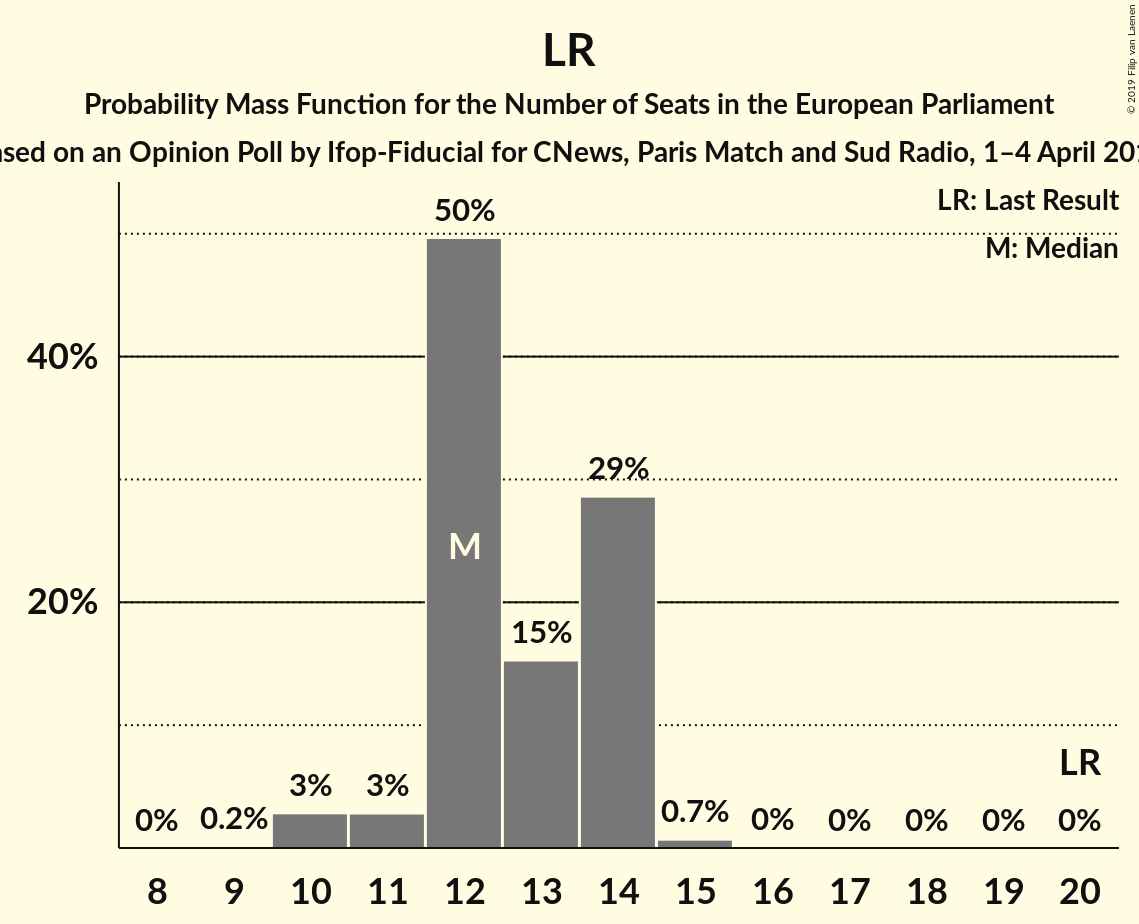 LR
Probability Mass Function for the Number of Seats in the European Parliament
on an Opinion Poll by Ifop-Fiducial for CNews, Paris Match and Sud Radio, 1–4 April
© 2019 Filip van Laenen
LR: Last Result
M: Median
50%
40%
29%
M
20%
15%
LR
3% 3%
0% 0.2% 0.7% 0% 0% 0% 0% 0%
8 9 10 11 12 13 14 15 16 17 18 19 20